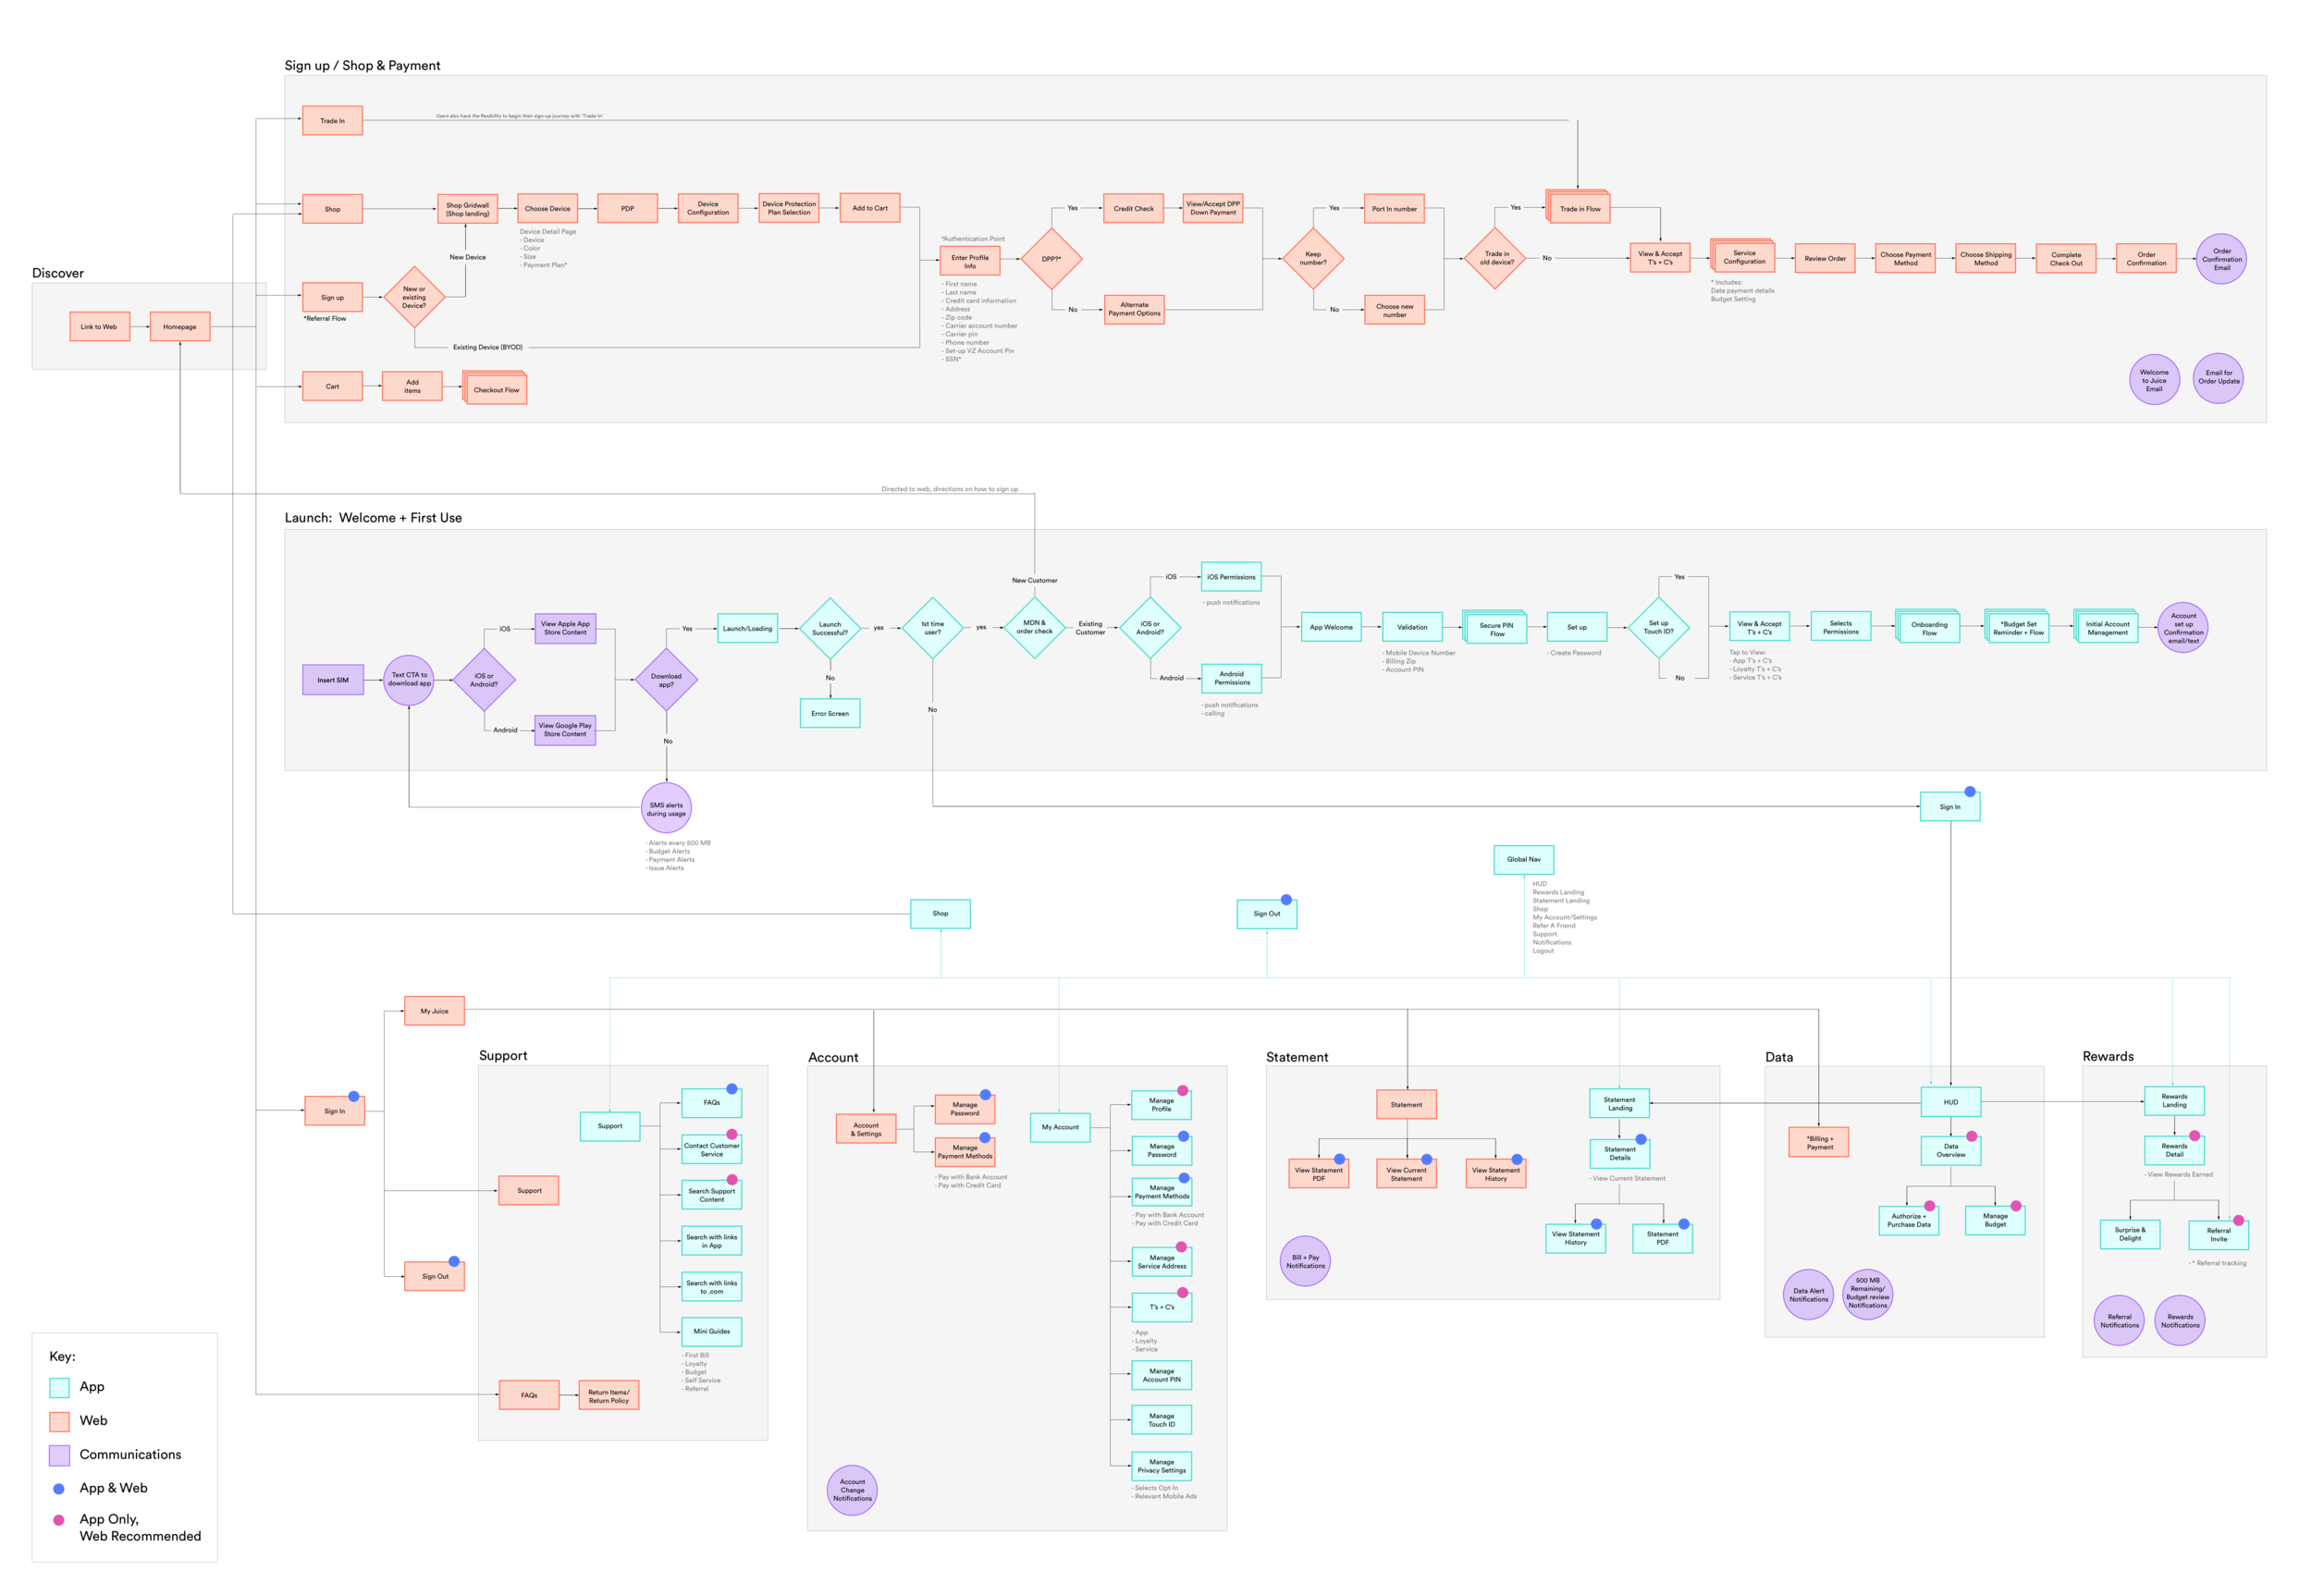 Sign up / Shop & Payment
Trade In
Users also have the flexibility to begin their sign-up journey with 'Trade In'
Shop
Shop Gridwall
(Shop landing)
Choose Device
PDP
Device
Configuration
Device Protection
Plan Selection
Add to Cart
Device Detail Page
- Device
- Color
- Size
- Payment Plan*
New Device
Sign up
*Referral Flow
New or
existing
Device?
Existing Device (BYOD)
Cart
Add
items
Checkout Flow
*Authentication Point
Enter Profile
Info
- First name
- Last name
- Credit card information
- Address
- Zip code
- Carrier account number
- Carrier pin
- Phone number
- Set-up VZ Account Pin
- SSN*
DPP?*
Yes
Credit Check
View/Accept DPP
Down Payment
No
Alternate
Payment Options
Keep
number?
Yes
Port In number
No
Choose new
number
Trade in
old device?
Yes
Trade in Flow
No
View & Accept
T's + C's
Service
Configuration
* Includes:
Data payment details
Budget Setting
Review Order
Choose Payment
Method
Choose Shipping
Method
Complete
Check Out
Order
Confirmation
Order
Confirmation
Email
Welcome
to Juice
Email
Email for
Order Update
Discover
Link to Web
Homepage
Directed to web, directions on how to sign up
Launch: Welcome + First Use
Insert SIM
Text CTA to
download app
iOS or
Android?
iOS
View Apple App
Store Content
Android
View Google Play
Store Content
Download
app?
Yes
No
SMS alerts
during usage
- Alerts every 500 MB
- Budget Alerts
- Payment Alerts
- Issue Alerts
Launch/Loading
Launch
Successful?
No
Error Screen
yes
1st time
user?
No
yes
New Customer
MDN &
order check
Existing
Customer
iOS or
Android?
iOS
iOS Permissions
- push notifications
Android
Android
Permissions
- push notifications
- calling
App Welcome
Validation
- Mobile Device Number
- Billing Zip
- Account PIN
Secure PIN
Flow
Set up
- Create Password
Set up
Touch ID?
Yes
No
View & Accept
T's + C's
Tap to View:
- App T's + C's
- Loyalty T's + C's
- Service T's + C's
Selects
Permissions
Onboarding
Flow
*Budget Set
Reminder + Flow
Initial Account
Management
Account
set up
Confirmation
email/text
Sign In
Global Nav
HUD
Rewards Landing
Statement Landing
Shop
My Account/Settings
Refer A Friend
Support
Notifications
Logout
Shop
Sign Out
My Juice
Sign In
Sign Out
Support
Support
FAQs
Contact Customer
Service
Search Support
Content
Search with links
in App
Search with links
to .com
Mini Guides
- First Bill
- Loyalty
- Budget
- Self Service
- Referral
Support
FAQs
Return Items/
Return Policy
Account
Account
& Settings
Manage
Password
Manage
Payment Methods
- Pay with Bank Account
- Pay with Credit Card
My Account
Manage
Profile
Manage
Password
Manage
Payment Methods
- Pay with Bank Account
- Pay with Credit Card
Manage
Service Address
T's + C's
- App
- Loyalty
- Service
Manage
Account PIN
Manage
Touch ID
Manage
Privacy Settings
- Selects Opt-In
- Relevant Mobile Ads
Account
Change
Notifications
Statement
Statement
View Statement
PDF
View Current
Statement
View Statement
History
Statement
Landing
Statement
Details
- View Current Statement
View Statement
History
Statement
PDF
Bill + Pay
Notifications
Data
*Billing +
Payment
HUD
Data
Overview
Authorize +
Purchase Data
Manage
Budget
Data Alert
Notifications
500 MB
Remaining/
Budget review
Notifications
Rewards
Rewards
Landing
Rewards
Detail
- View Rewards Earned
Surprise &
Delight
Referral
Invite
- * Referral tracking
Referral
Notifications
Rewards
Notifications
Key:
App
Web
Communications
App & Web
App Only,
Web Recommended